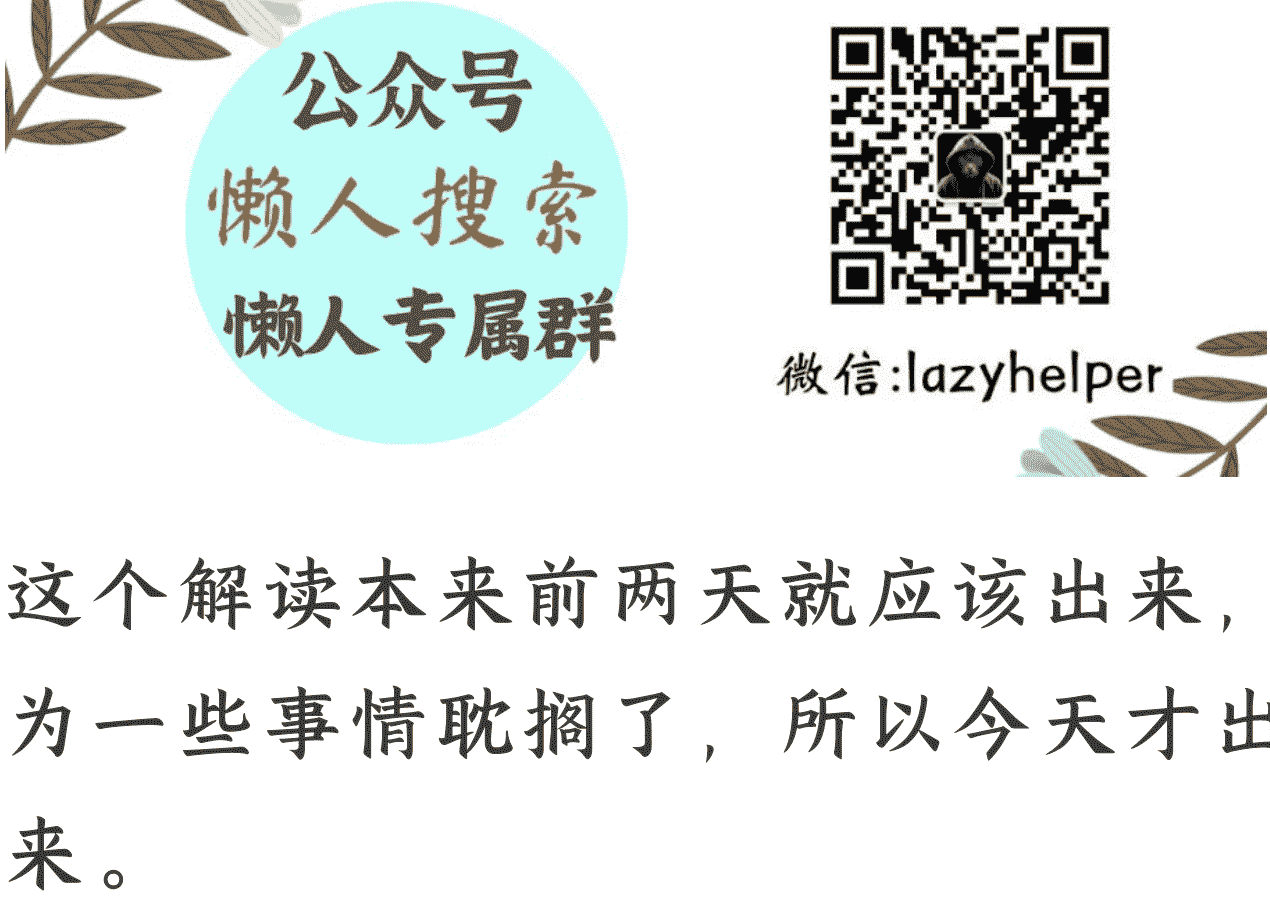 公众号
懒人搜索
懒人专属群
微信:lazyhelper
这个解读本来前两天就应该出来,
为一些事情耽搁了,所以今天才出
来。